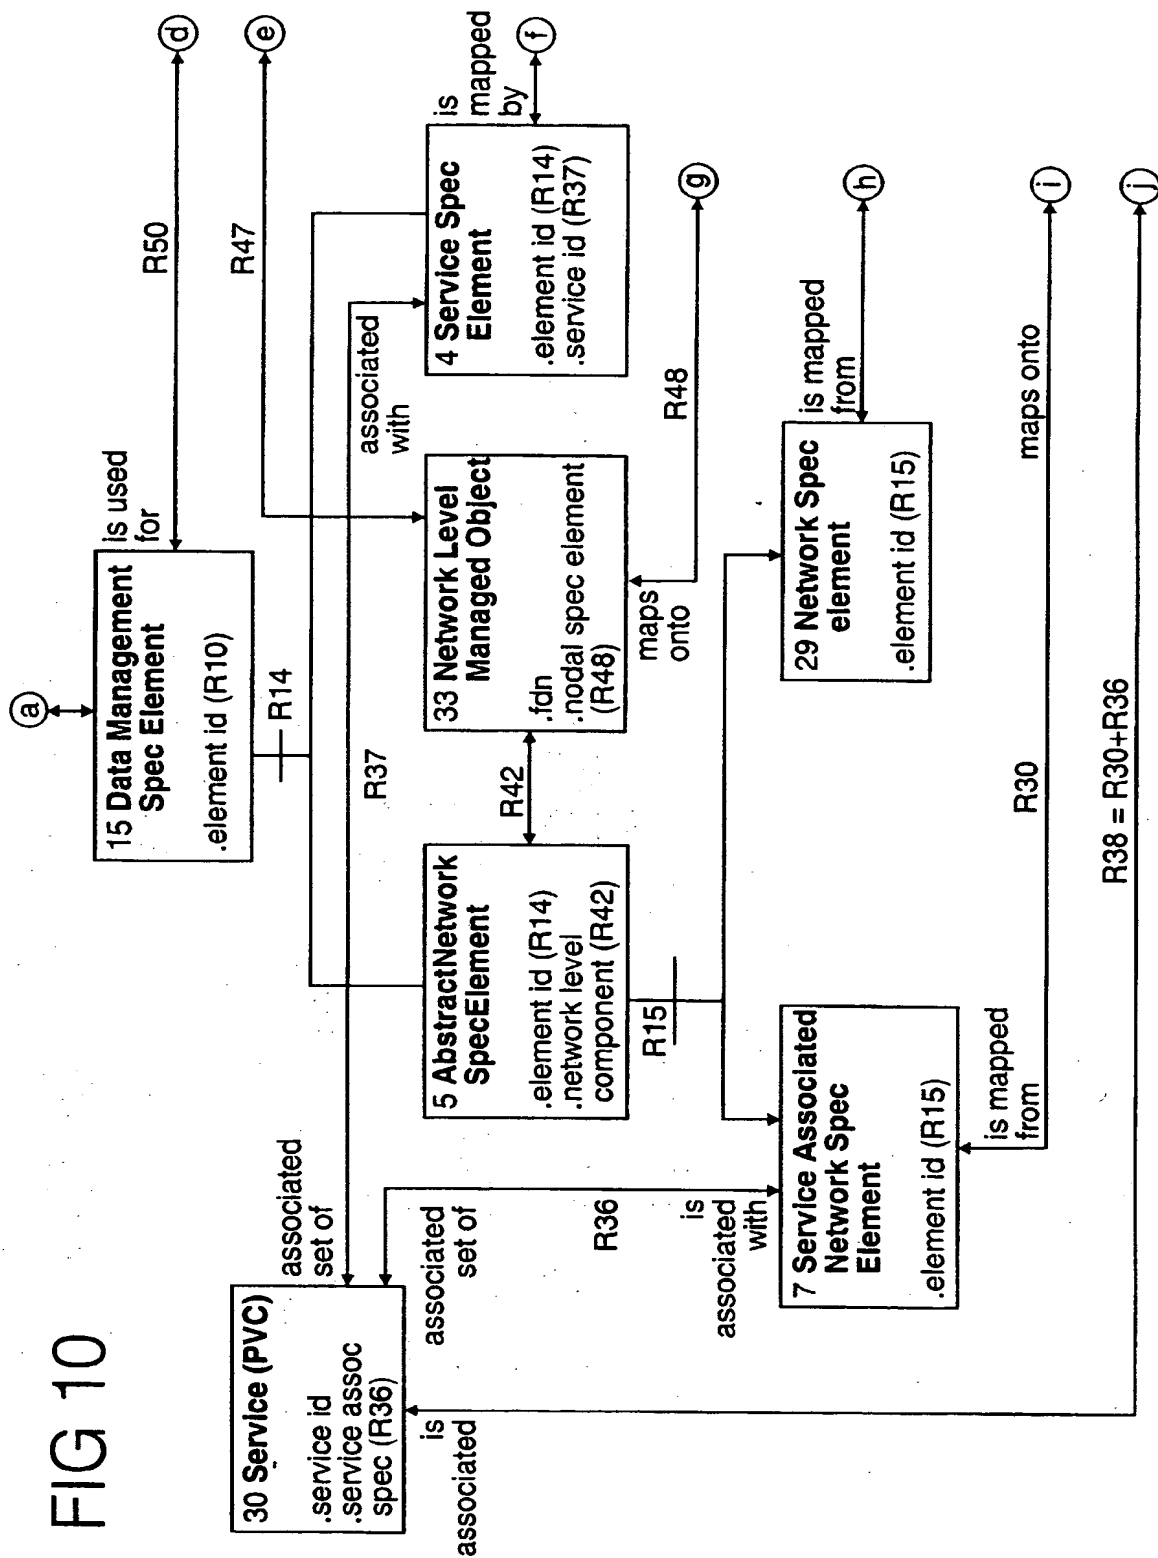 FIG 10
a
15 Data Management
Spec Element
.element id (R10)
is used
for
R50
d
R14
R47
e
30 Service (PVC)
.service id
.service assoc
spec (R36)
associated
set of
R37
associated
with
associated
set of
is
associated
5 AbstractNetwork
SpecElement
.element id (R14)
.network level
component (R42)
R42
33 Network Level
Managed Object
.fdn
.nodal spec element
(R48)
4 Service Spec
Element
.element id (R14)
.service id (R37)
is
mapped
by
f
R15
maps
onto
R48
g
R36
is
associated
with
7 Service Associated
Network Spec
Element
.element id (R15)
29 Network Spec
element
.element id (R15)
is mapped
from
h
is mapped
from
R30
maps onto
i
R38 = R30+R36
j